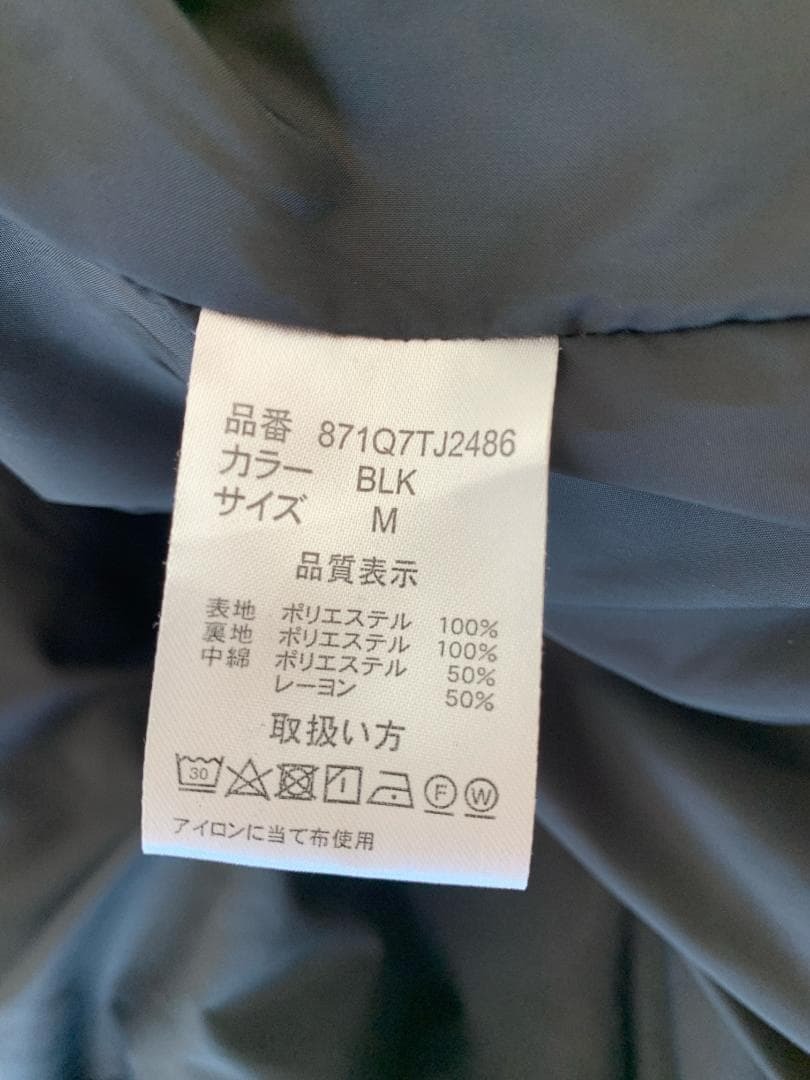 品番 871Q7TJ2486
カラー BLK
サイズ M
品質表示
表地 ポリエステル 100%
裏地 ポリエステル 100%
中綿 ポリエステル 50%
レーヨン 50%
取扱い方
30 F W
アイロンに当て布使用